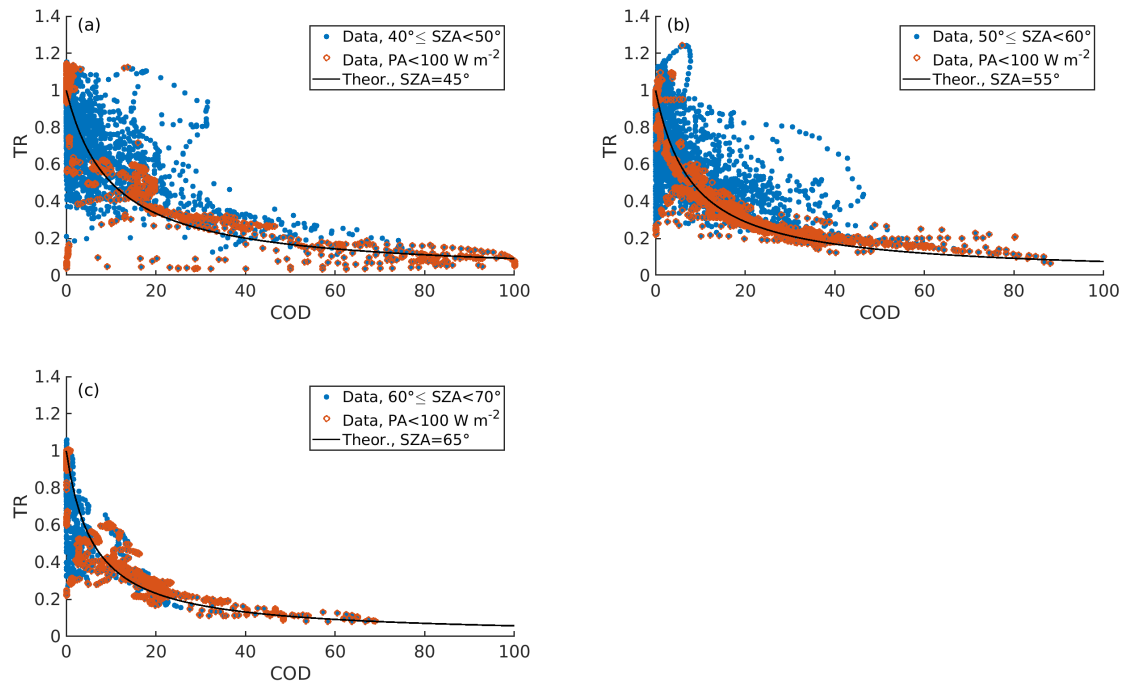 (a)
Data, 40°≤ SZA<50°
Data, PA<100 W m-2
Theor., SZA=45°
TR
1.4
1.2
1
0.8
0.6
0.4
0.2
0
0 20 40 60 80 100
COD
(b)
Data, 50°≤ SZA<60°
Data, PA<100 W m-2
Theor., SZA=55°
TR
1.4
1.2
1
0.8
0.6
0.4
0.2
0
0 20 40 60 80 100
COD
(c)
Data, 60°≤ SZA<70°
Data, PA<100 W m-2
Theor., SZA=65°
TR
1.4
1.2
1
0.8
0.6
0.4
0.2
0
0 20 40 60 80 100
COD